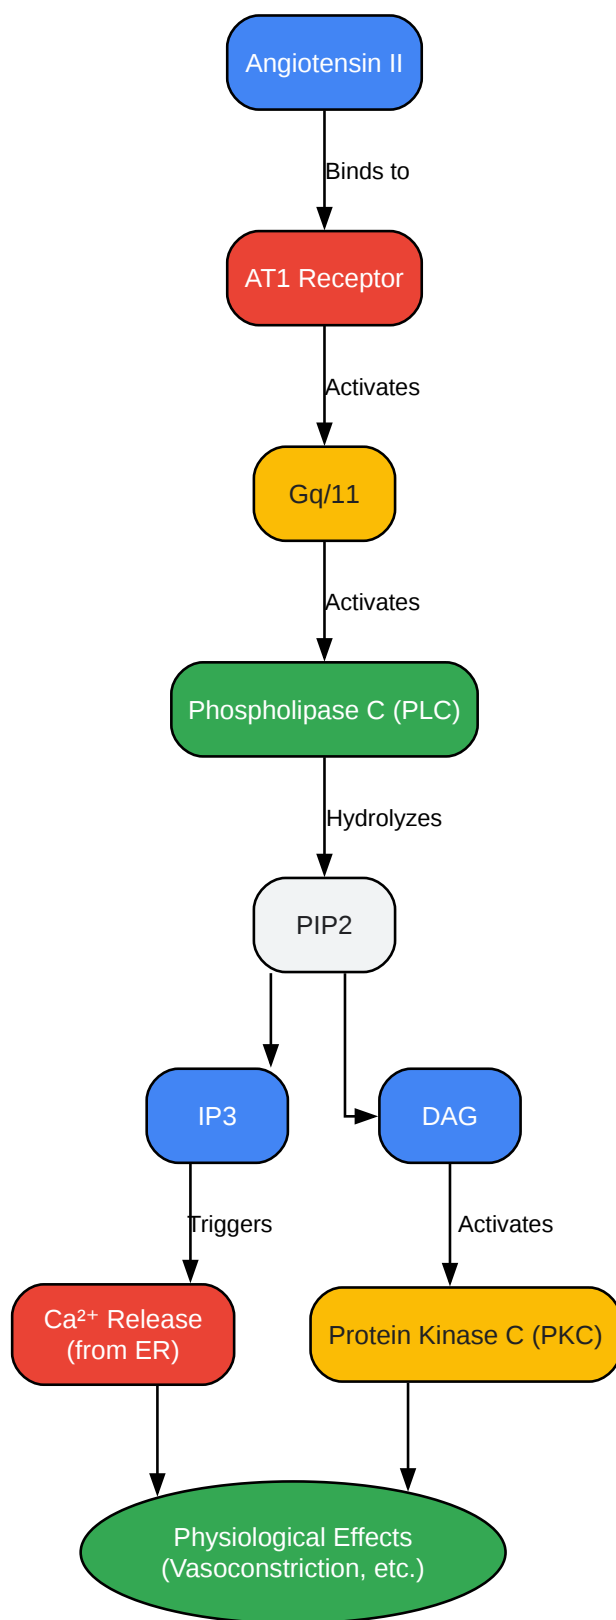 Angiotensin II
Binds to
AT1 Receptor
Activates
Gq/11
Activates
Phospholipase C (PLC)
Hydrolyzes
PIP2
IP3
DAG
Triggers
Activates
Ca²⁺ Release
(from ER)
Protein Kinase C (PKC)
Physiological Effects
(Vasoconstriction, etc.)